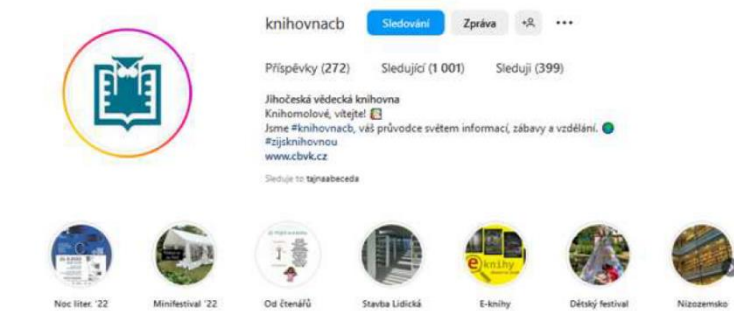 knihovnacb Sledování Zpráva
Příspěvky (272) Sledující (1 001) Sleduji (399)
Jihočeská vědecká knihovna
Knihomolové, vítejte!
Jsme #knihovnacb, váš průvodce světem informací, zábavy a vzdělání.
#zijsknihovnou
www.cbvk.cz
Sleduje to tajnaabeceda
e knihy
Noc liter. '22 Minifestival '22 Od čtenářů Stavba Lidická E-knihy Dětský festival Nizozemsko